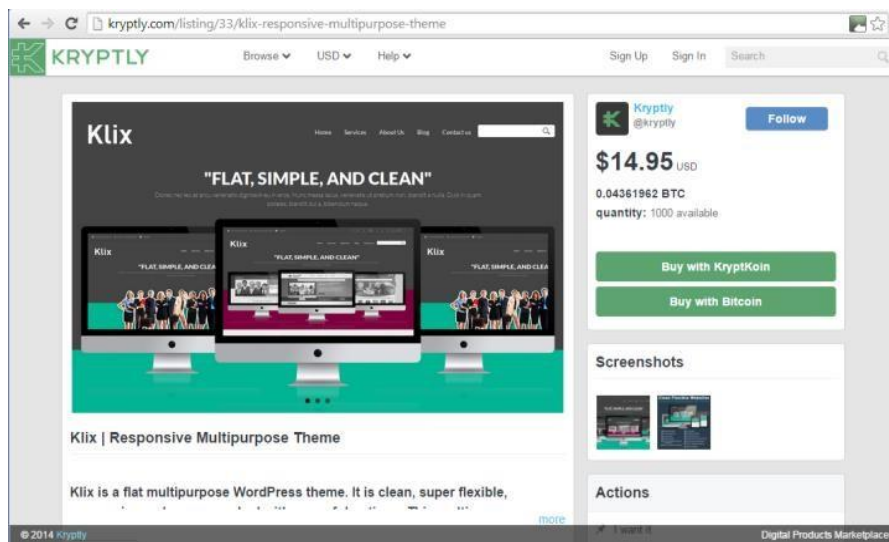 kryptly.com/listing/33/klix-responsive-multipurpose-theme
KRYPTLY
Browse
USD
Help
Sign Up
Sign In
Search
Klix
Home Services About Us Blog Contact us
"FLAT, SIMPLE, AND CLEAN"
Klix
"FLAT, SIMPLE, AND CLEA
Klix
"FLAT, SIMPLE, AND CLEAN"
Klix
"FLAT, SIMPLE, AND CLEA
Klix | Responsive Multipurpose Theme
Klix is a flat multipurpose WordPress theme. It is clean, super flexible,
more
Kryptly
@kryptly
Follow
$14.95 USD
0.04361962 BTC
quantity: 1000 available
Buy with KryptKoin
Buy with Bitcoin
Screenshots
Actions
I want it
© 2014 Kryptly
Digital Products Marketplace